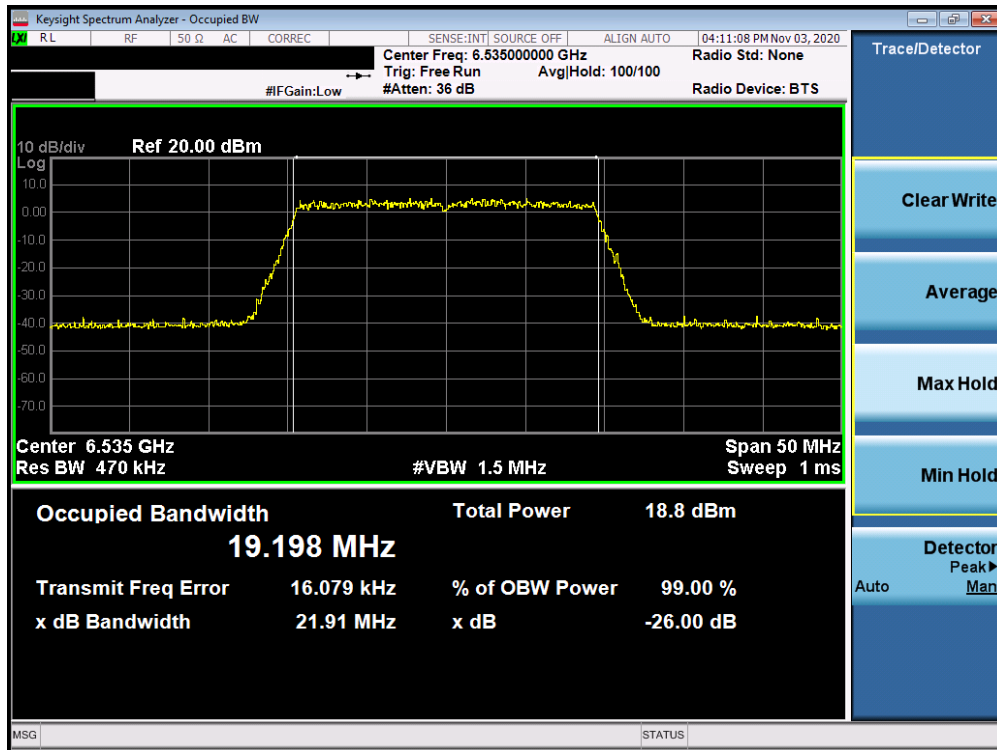 Keysight Spectrum Analyzer - Occupied BW
LXI RL RF 50 Ω AC CORREC SENSE:INT SOURCE OFF ALIGN AUTO 04:11:08 PM Nov 03, 2020
Center Freq: 6.535000000 GHz Radio Std: None
Trig: Free Run Avg|Hold: 100/100
#IFGain:Low #Atten: 36 dB Radio Device: BTS
Trace/Detector
10 dB/div Ref 20.00 dBm
Log
10.0
0.00
-10.0
-20.0
-30.0
-40.0
-50.0
-60.0
-70.0
Center 6.535 GHz Span 50 MHz
Res BW 470 kHz #VBW 1.5 MHz Sweep 1 ms
Occupied Bandwidth Total Power 18.8 dBm
19.198 MHz
Transmit Freq Error 16.079 kHz % of OBW Power 99.00 %
x dB Bandwidth 21.91 MHz x dB -26.00 dB
Clear Write
Average
Max Hold
Min Hold
Detector
Peak▶
Auto Man
MSG STATUS